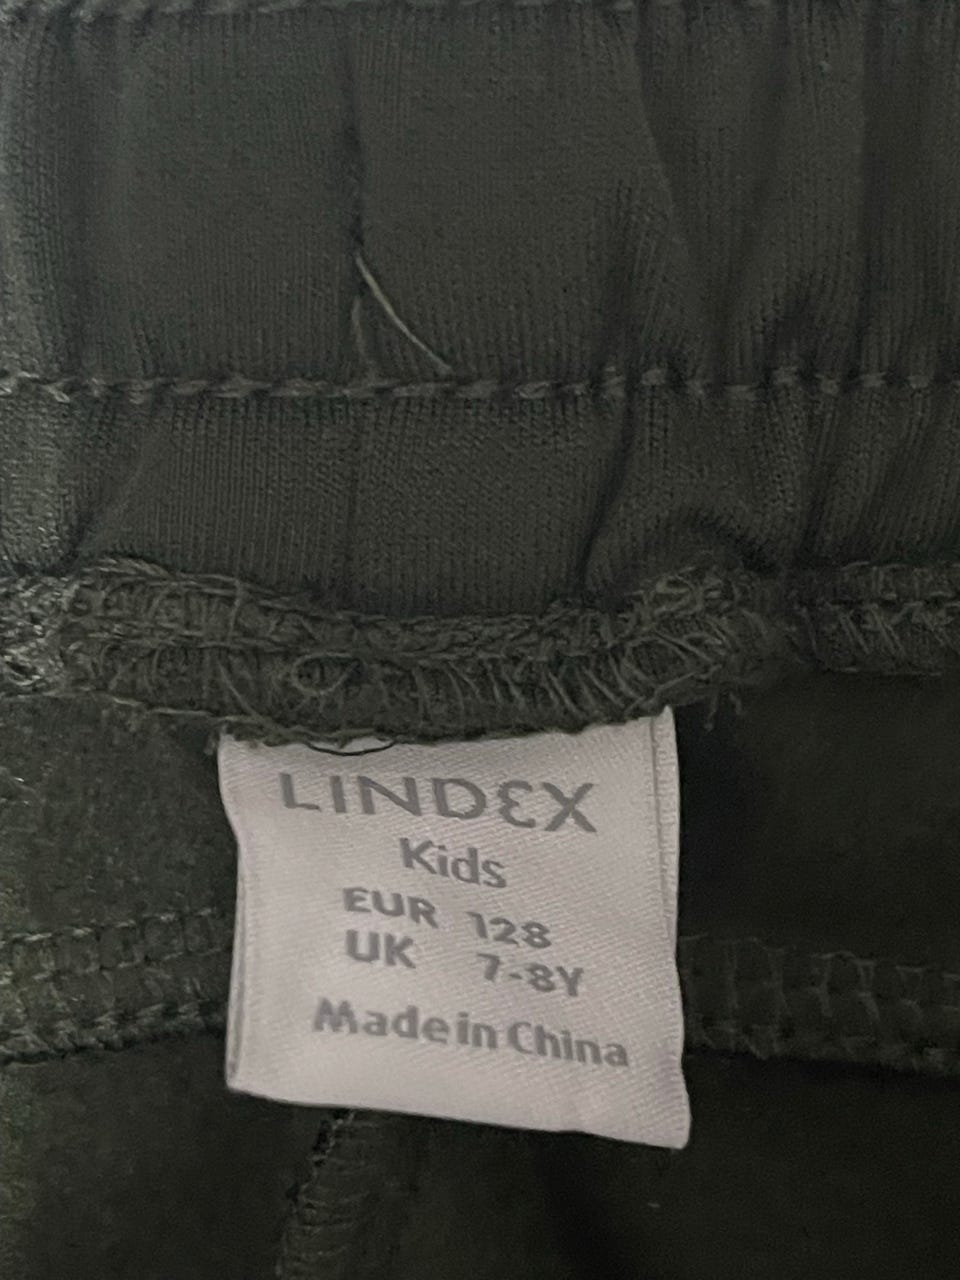 LINDEX
Kids
EUR 128
UK 7-8Y
Made in China